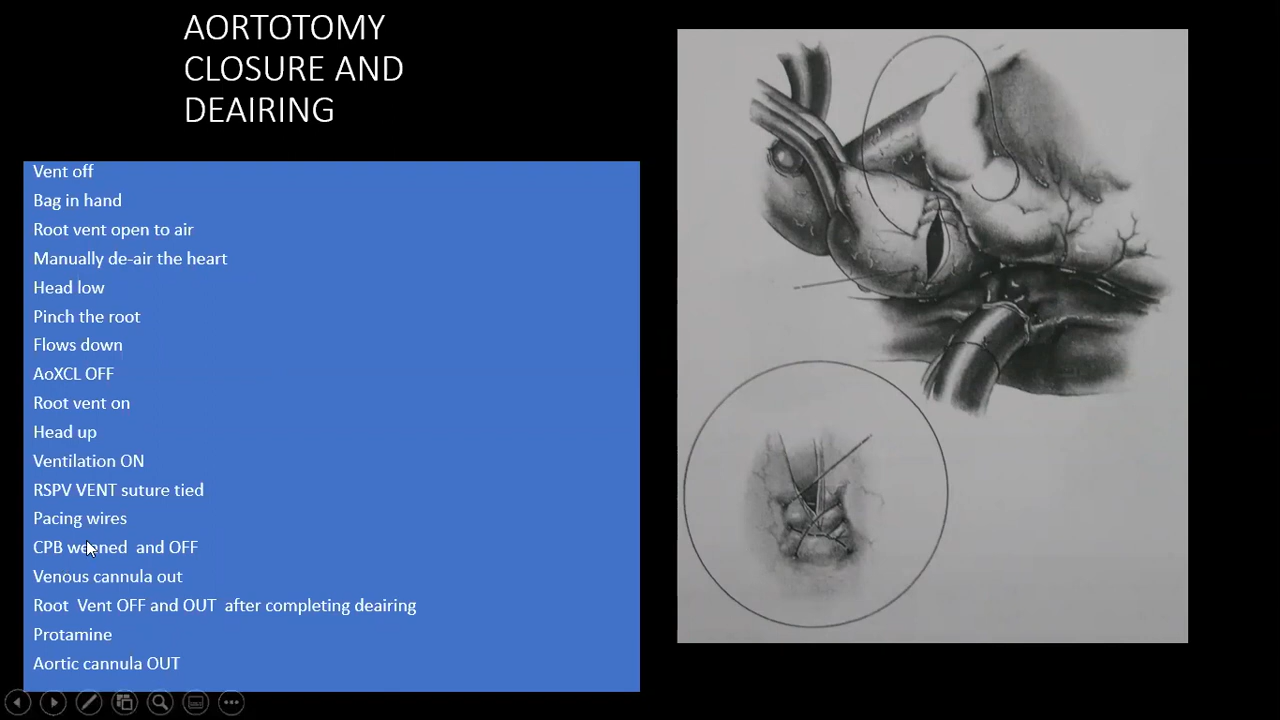 AORTOTOMY
CLOSURE AND
DEAIRING
Vent off
Bag in hand
Root vent open to air
Manually de-air the heart
Head low
Pinch the root
Flows down
AoXCL OFF
Root vent on
Head up
Ventilation ON
RSPV VENT suture tied
Pacing wires
CPB weened and OFF
Venous cannula out
Root Vent OFF and OUT after completing deairing
Protamine
Aortic cannula OUT